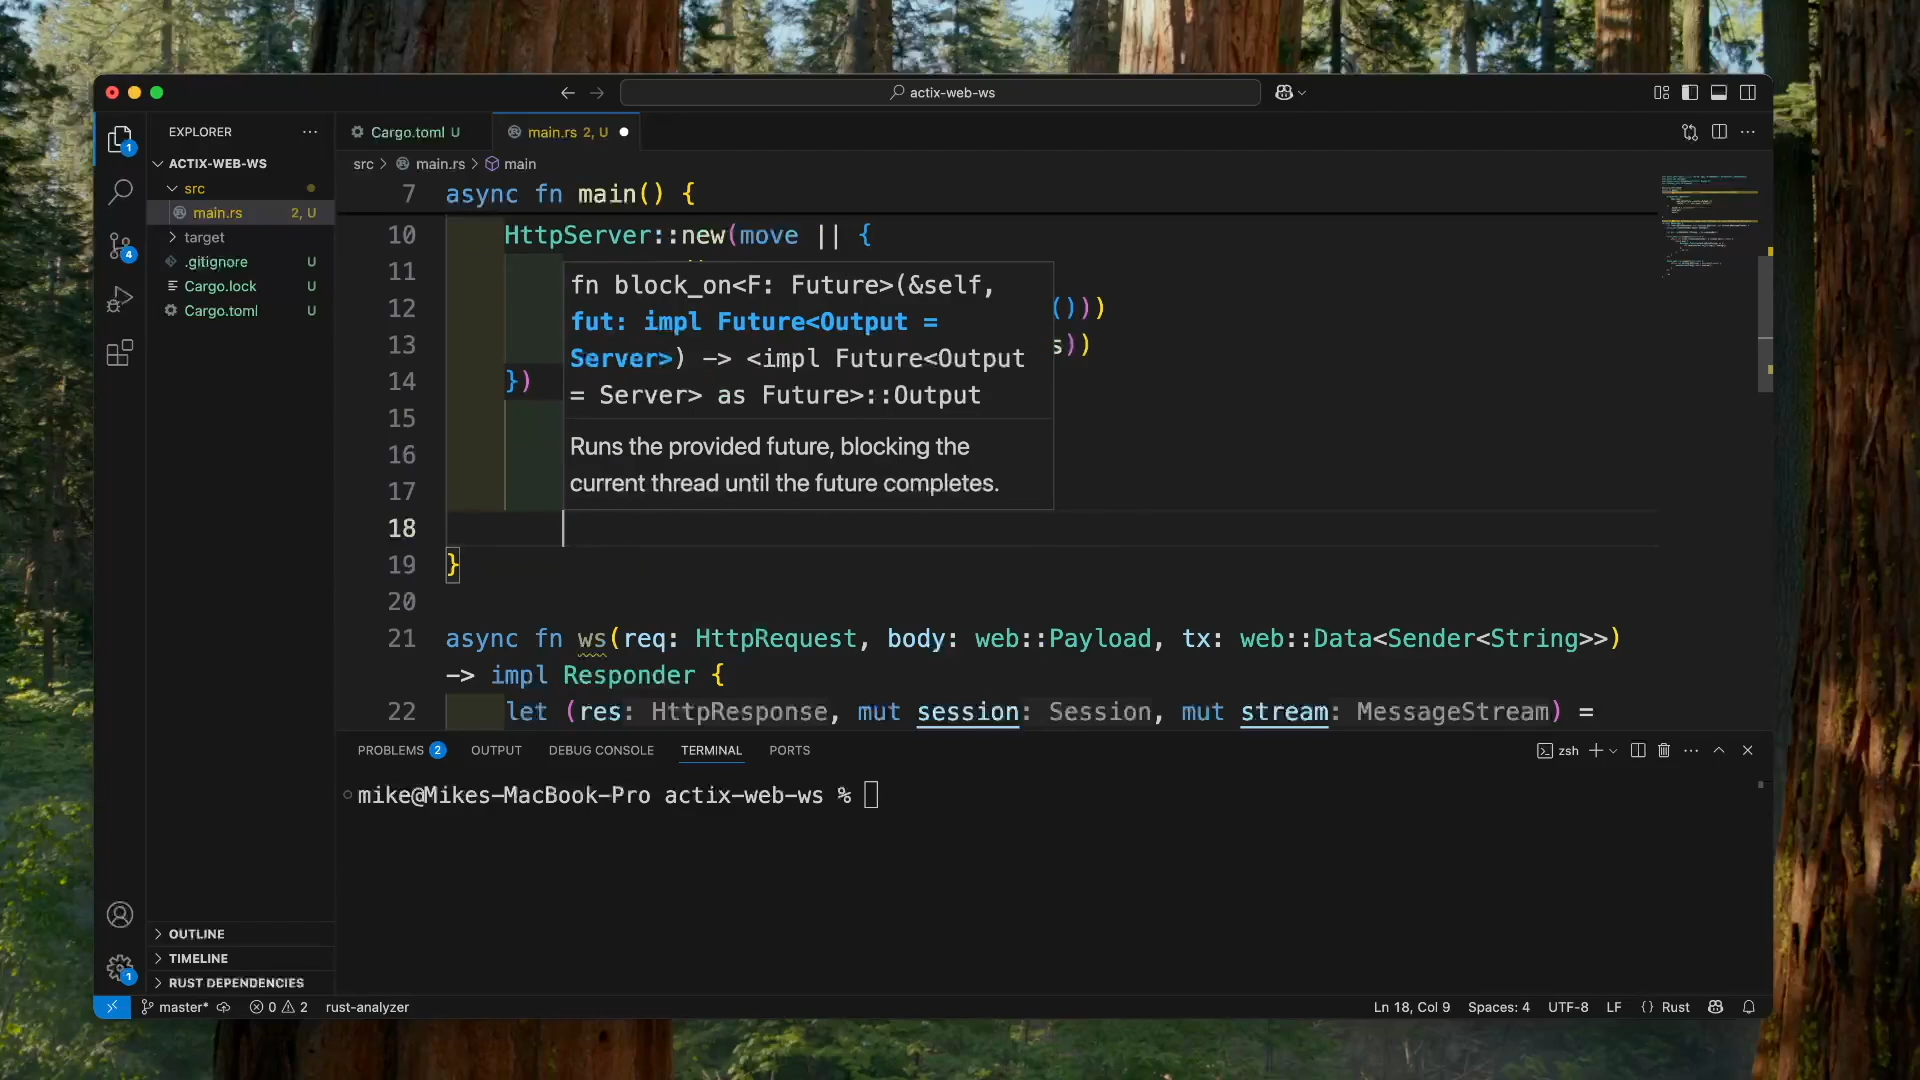 actix-web-ws
EXPLORER
ACTIX-WEB-WS
src
main.rs 2, U
target
.gitignore U
Cargo.lock U
Cargo.toml U
OUTLINE
TIMELINE
RUST DEPENDENCIES
1
4
1
Cargo.toml U
main.rs 2, U
src > main.rs > main
7 async fn main() {
10 HttpServer::new(move || {
11
12 ()))
13 s))
14 })
15
16
17
18
19 }
20
21 async fn ws(req: HttpRequest, body: web::Payload, tx: web::Data<Sender<String>>)
-> impl Responder {
22 let (res: HttpResponse, mut session: Session, mut stream: MessageStream) =
fn block_on<F: Future>(&self,
fut: impl Future<Output =
Server>) -> <impl Future<Output
= Server> as Future>::Output
Runs the provided future, blocking the
current thread until the future completes.
PROBLEMS 2 OUTPUT DEBUG CONSOLE TERMINAL PORTS
zsh
mike@Mikes-MacBook-Pro actix-web-ws %
master* 0 2 rust-analyzer
Ln 18, Col 9 Spaces: 4 UTF-8 LF {} Rust